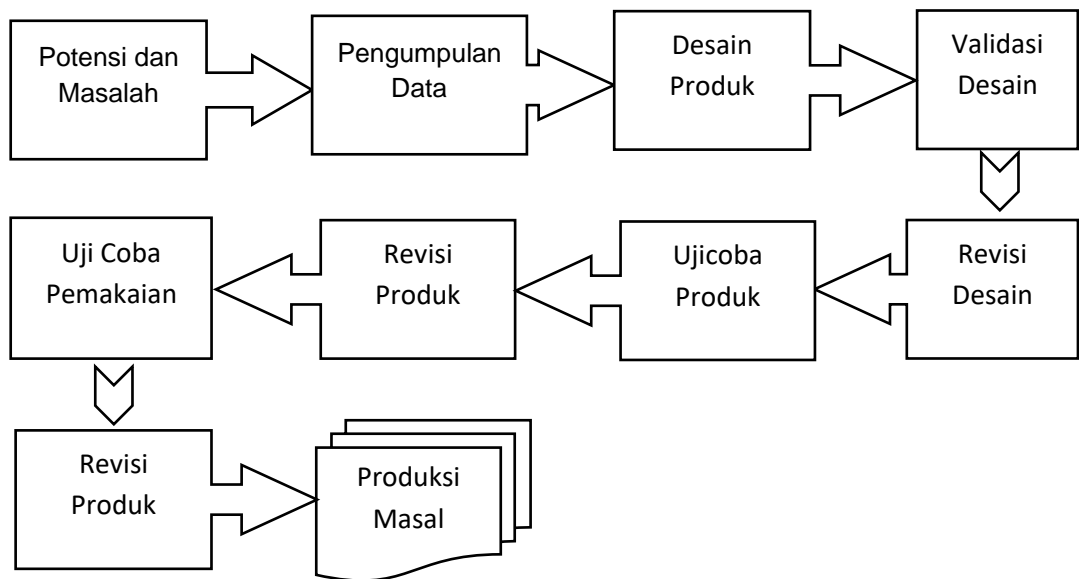 Potensi dan
Masalah
Pengumpulan
Data
Desain
Produk
Validasi
Desain
Revisi
Desain
Ujicoba
Produk
Revisi
Produk
Uji Coba
Pemakaian
Revisi
Produk
Produksi
Masal